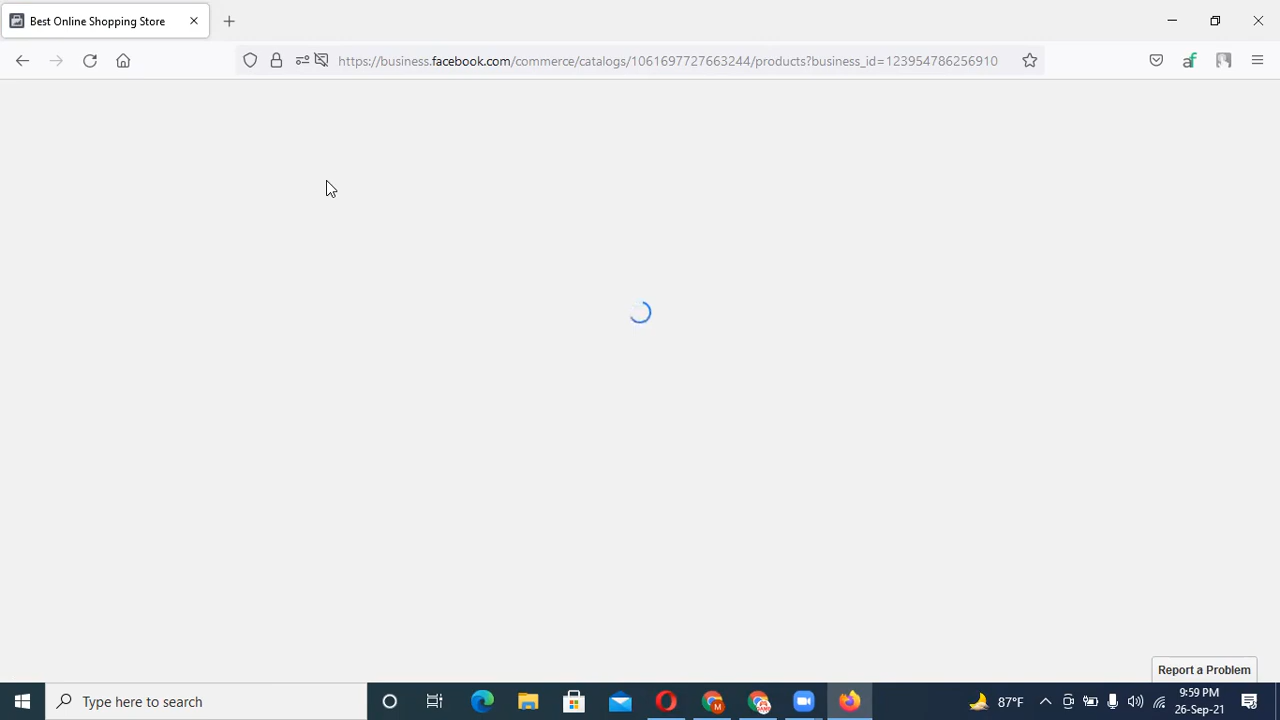 Best Online Shopping Store
https://business.facebook.com/commerce/catalogs/1061697727663244/products?business_id=123954786256910
Report a Problem
Type here to search
87°F
9:59 PM
26-Sep-21